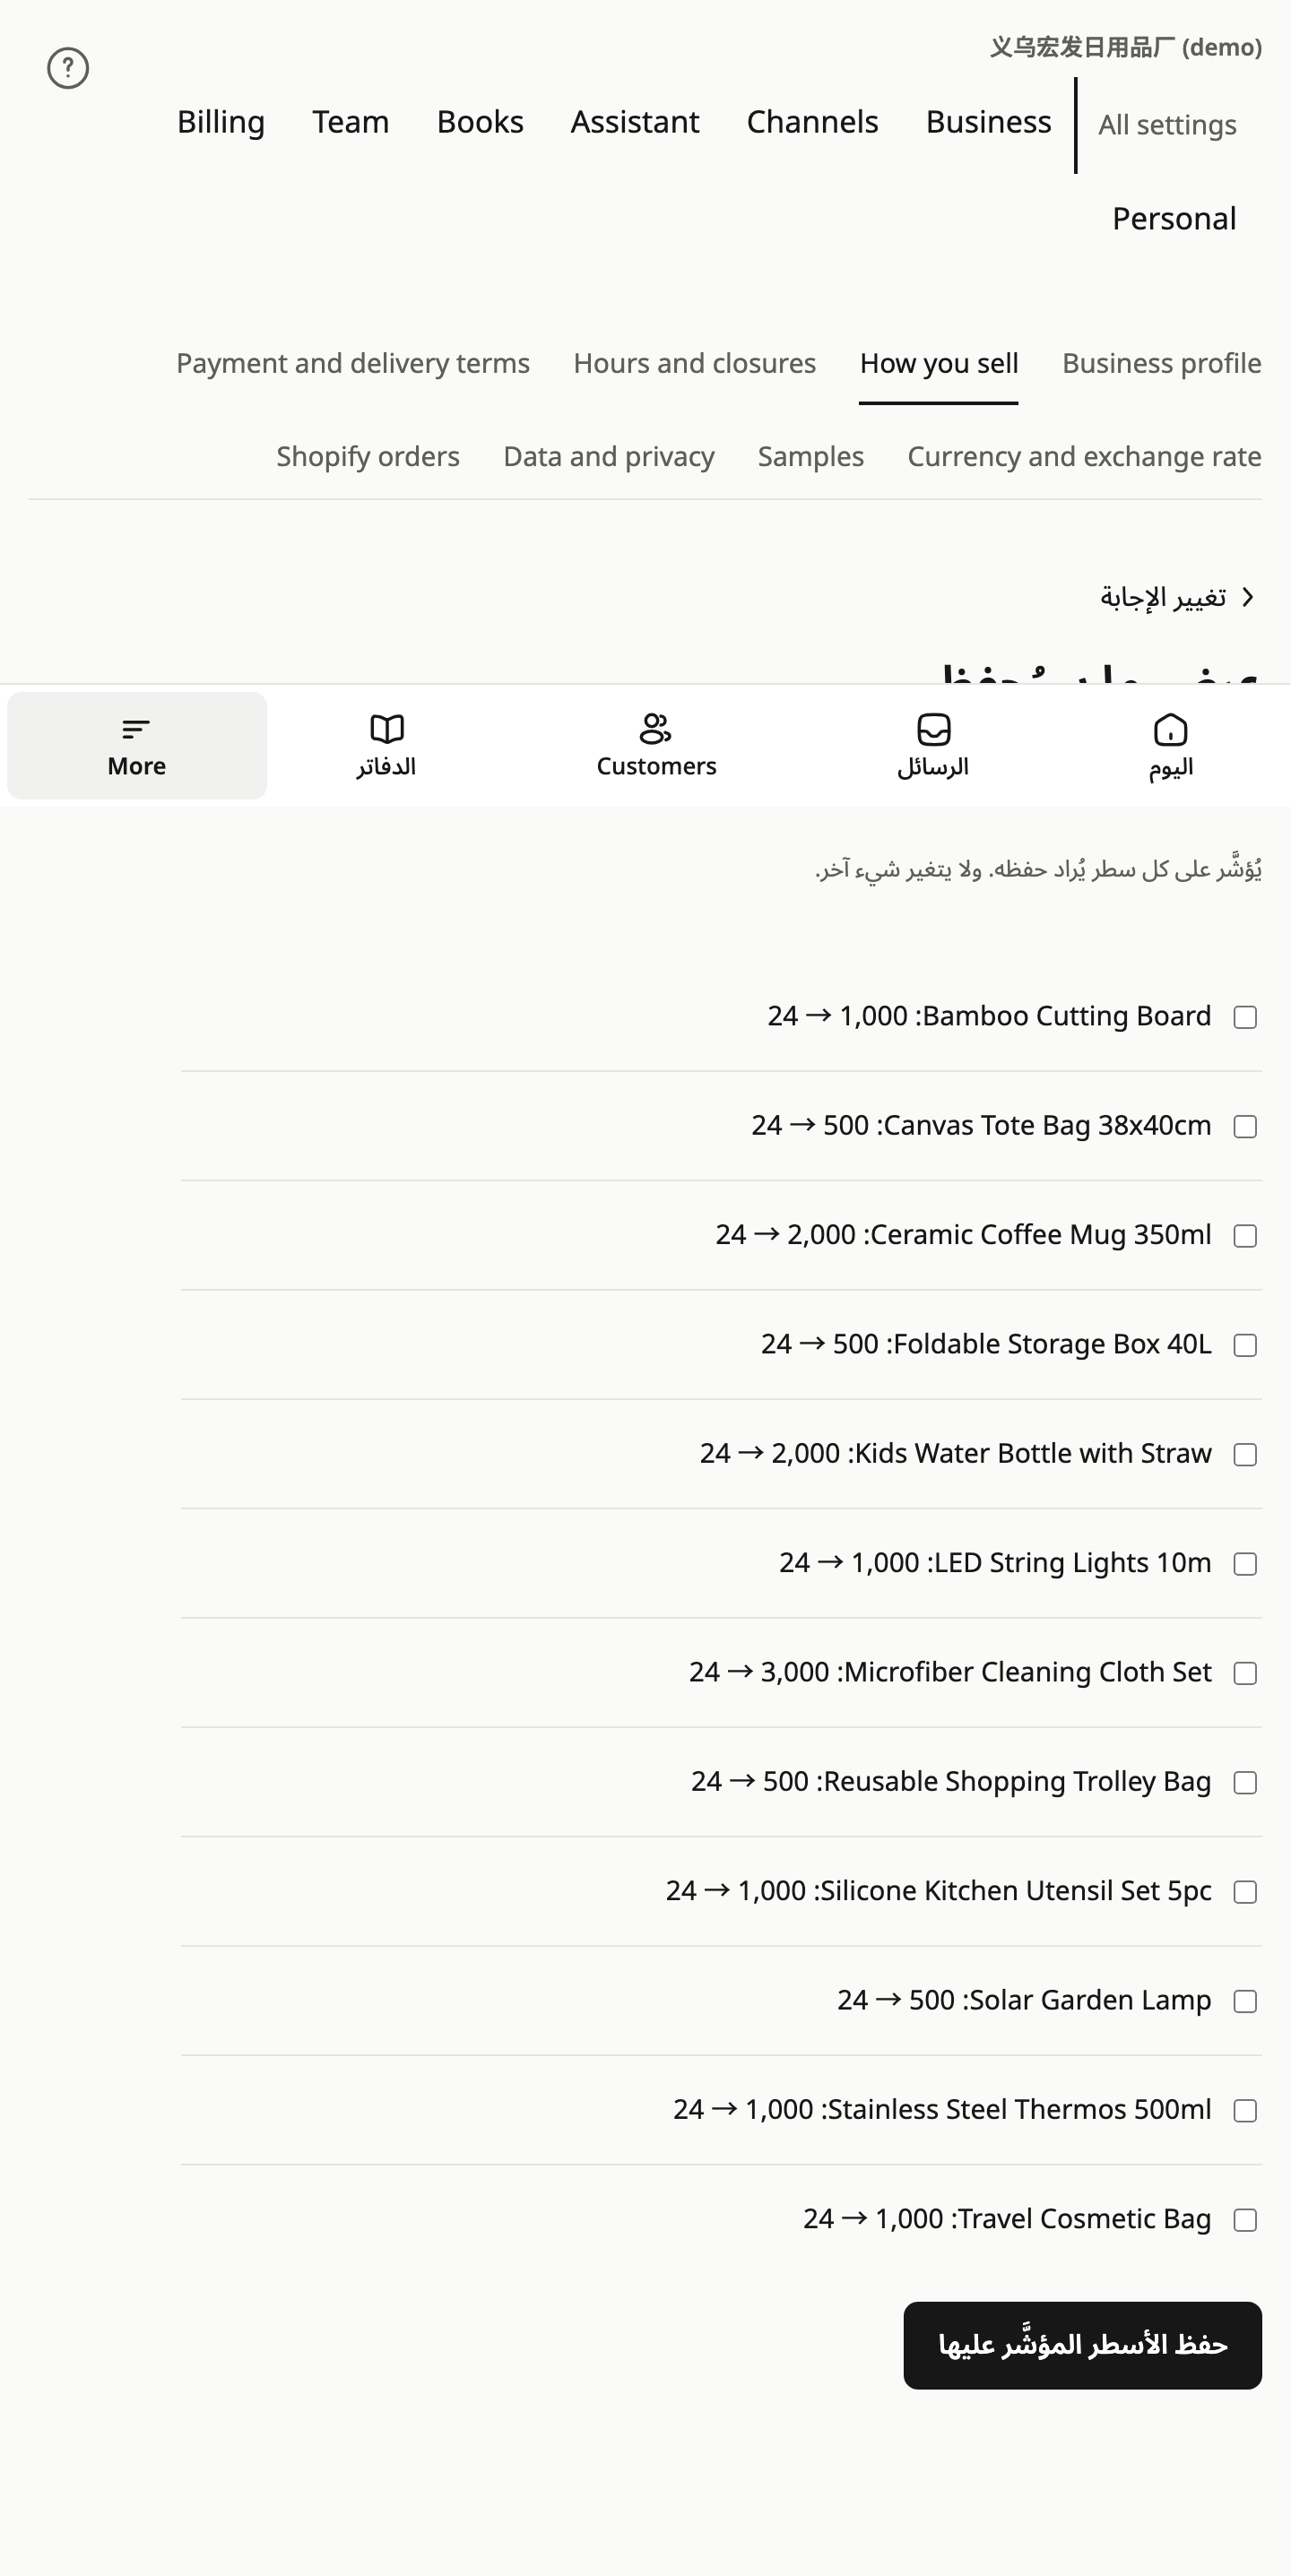 义乌宏发日用品厂 (demo)
All settings
Business
Channels
Assistant
Books
Team
Billing
Personal
Business profile
How you sell
Hours and closures
Payment and delivery terms
Currency and exchange rate
Samples
Data and privacy
Shopify orders
تغيير الإجابة
اليوم
الرسائل
Customers
الدفاتر
More
يُؤشَّر على كل سطر يُراد حفظه. ولا يتغير شيء آخر.
Bamboo Cutting Board: 24 → 1,000
Canvas Tote Bag 38x40cm: 24 → 500
Ceramic Coffee Mug 350ml: 24 → 2,000
Foldable Storage Box 40L: 24 → 500
Kids Water Bottle with Straw: 24 → 2,000
LED String Lights 10m: 24 → 1,000
Microfiber Cleaning Cloth Set: 24 → 3,000
Reusable Shopping Trolley Bag: 24 → 500
Silicone Kitchen Utensil Set 5pc: 24 → 1,000
Solar Garden Lamp: 24 → 500
Stainless Steel Thermos 500ml: 24 → 1,000
Travel Cosmetic Bag: 24 → 1,000
حفظ الأسطر المؤشَّر عليها